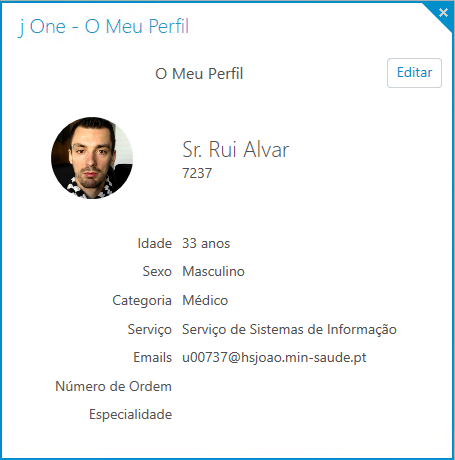 j One - O Meu Perfil
O Meu Perfil
Editar
Sr. Rui Alvar
7237
Idade 33 anos
Sexo Masculino
Categoria Médico
Serviço Serviço de Sistemas de Informação
Emails u00737@hsjoao.min-saude.pt
Número de Ordem
Especialidade